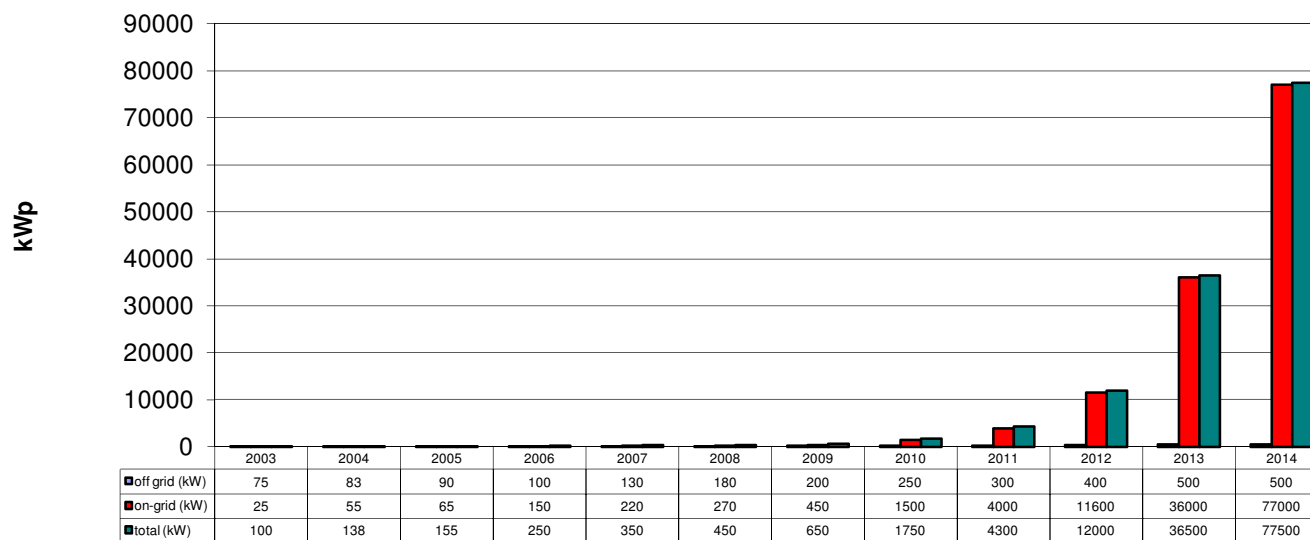 90000
80000
70000
60000
50000
40000
30000
20000
10000
0
kWp
2003 2004 2005 2006 2007 2008 2009 2010 2011 2012 2013 2014
off grid (kW) 75 83 90 100 130 180 200 250 300 400 500 500
on-grid (kW) 25 55 65 150 220 270 450 1500 4000 11600 36000 77000
total (kW) 100 138 155 250 350 450 650 1750 4300 12000 36500 77500